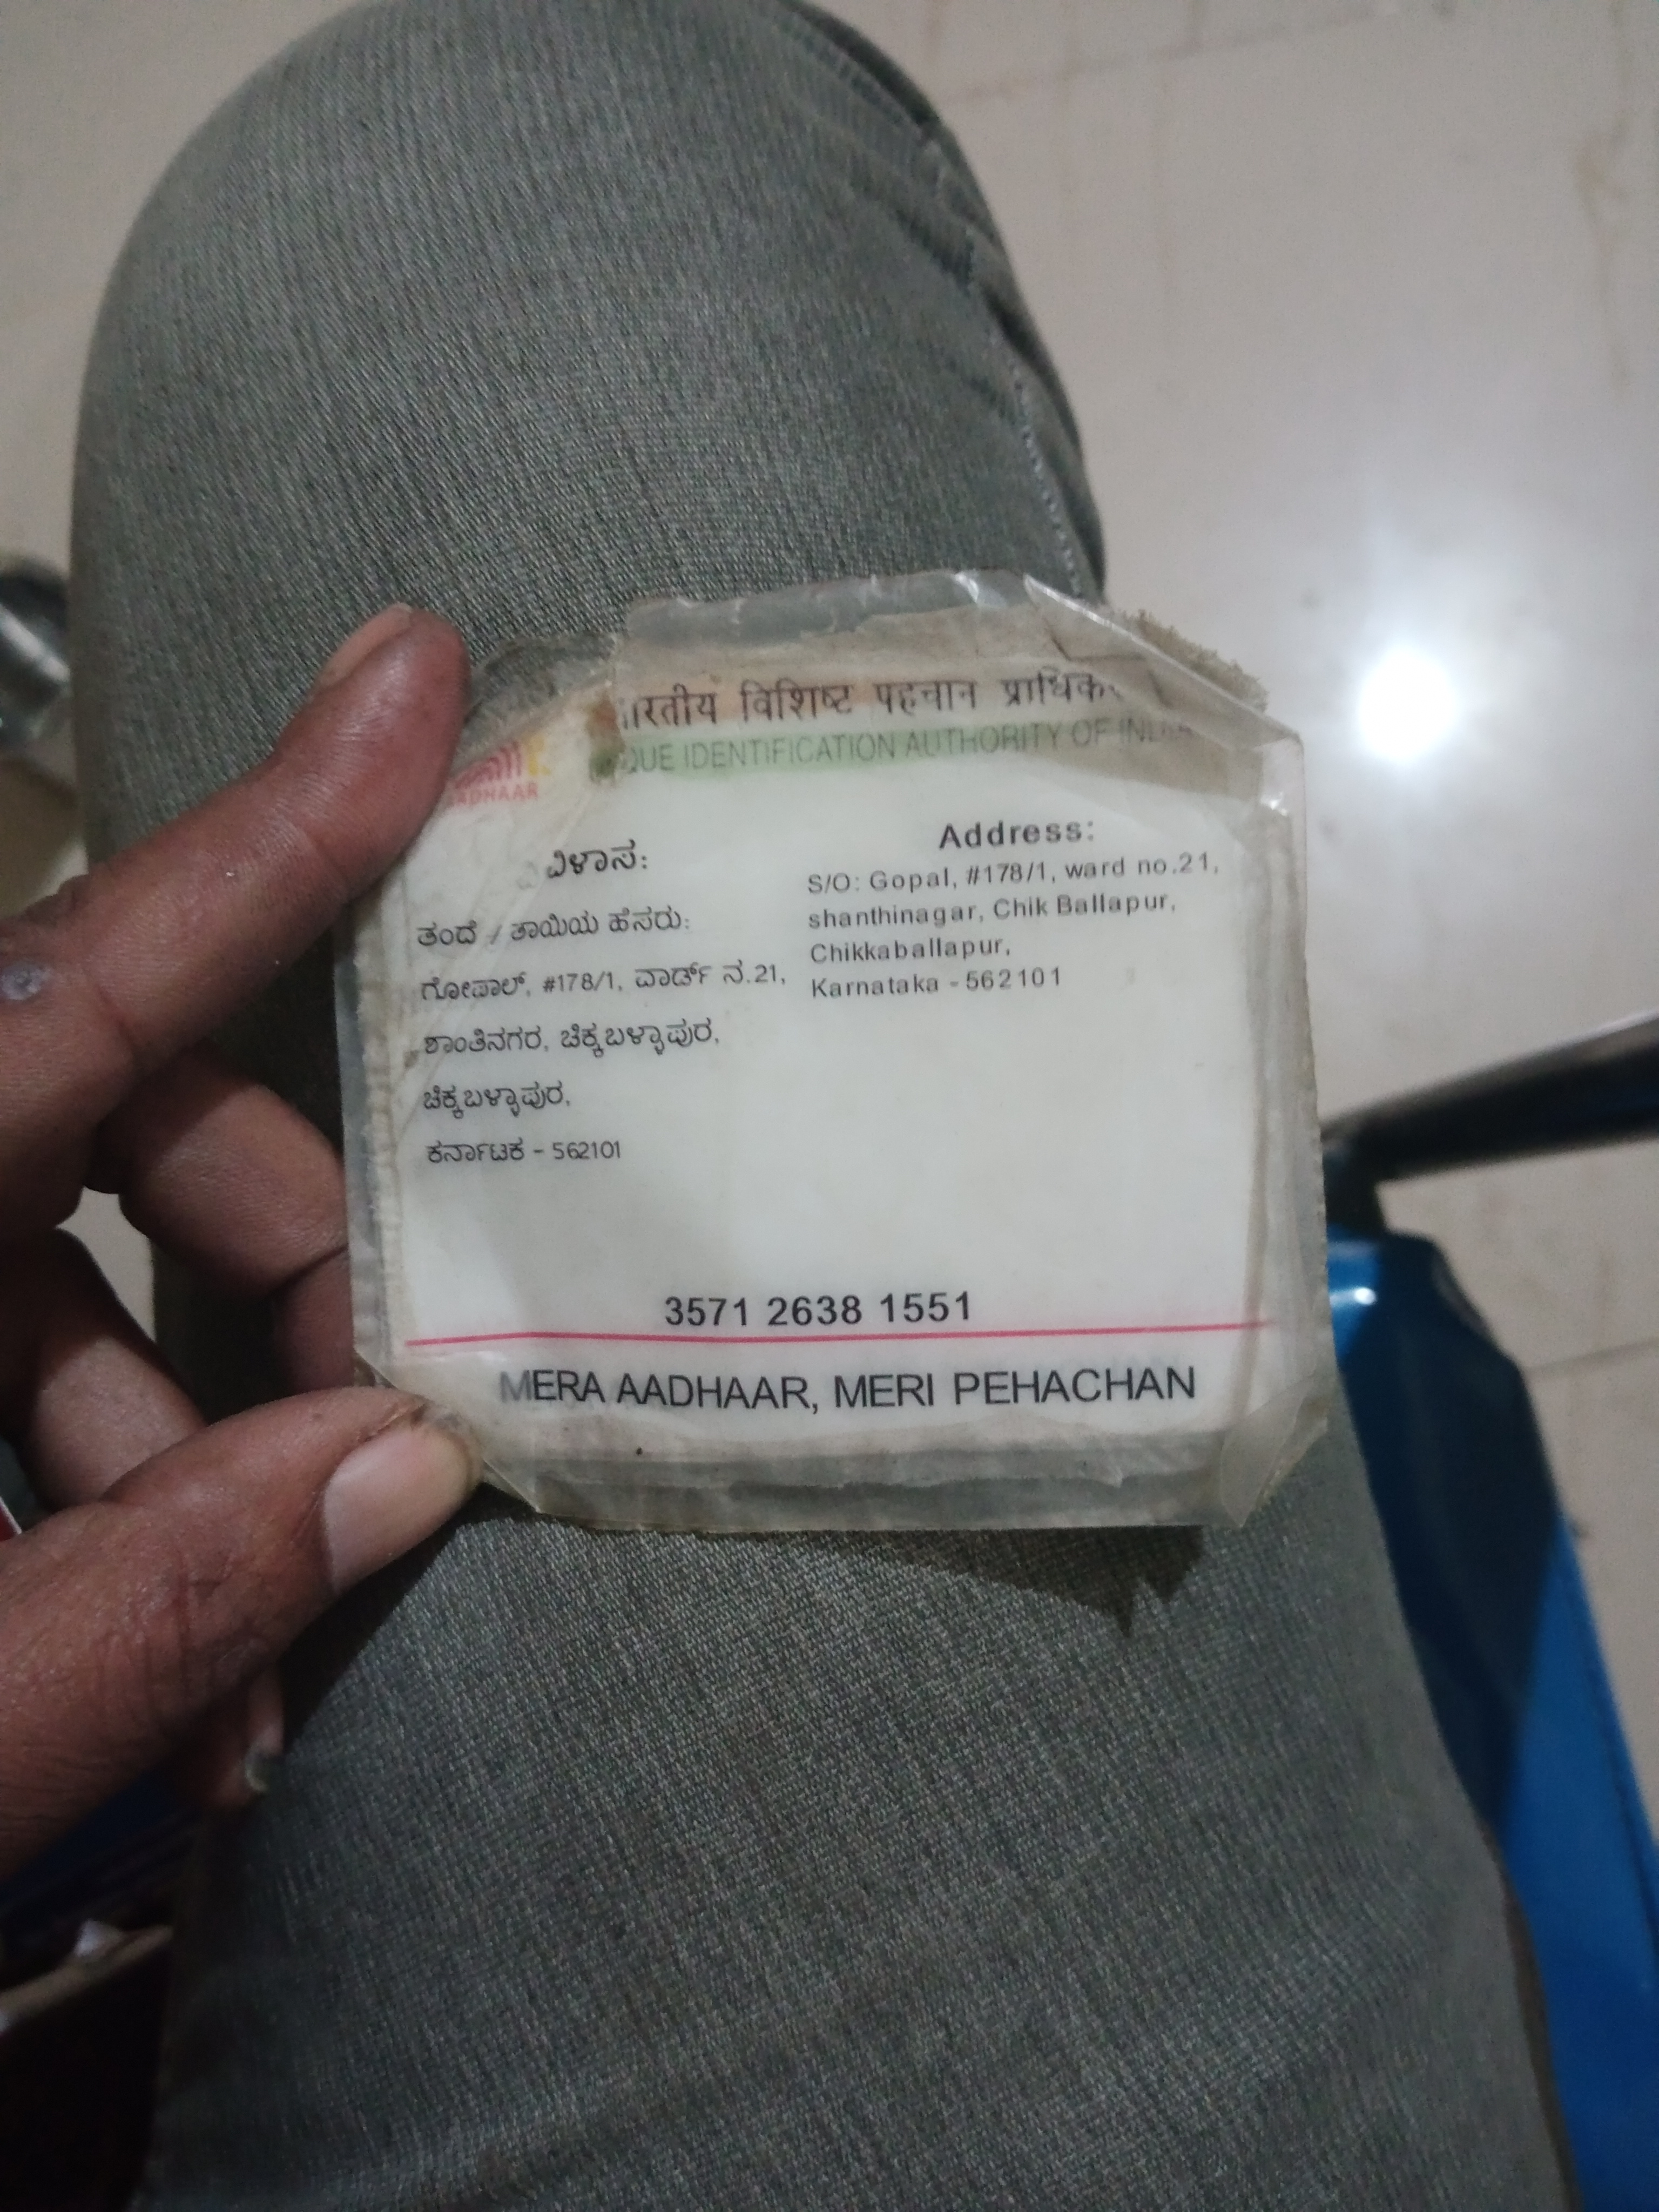 विशिष्ट पहचान
IDENTIFICATION AUTHORITY OF
ವಿಳಾಸ:
ತಂದೆ / ತಾಯಿಯ ಹೆಸರು:
ಗೋಪಾಲ್, #178/1, ವಾರ್ಡ್ ನ.21,
ಶಾಂತಿನಗರ, ಚಿಕ್ಕಬಳ್ಳಾಪುರ,
ಚಿಕ್ಕಬಳ್ಳಾಪುರ,
ಕರ್ನಾಟಕ - 562101
Address:
S/O: Gopal, #178/1, ward no.21,
shanthinagar, Chik Ballapur,
Chikkaballapur,
Karnataka - 562101
3571 2638 1551
MERA AADHAAR, MERI PEHACHAN